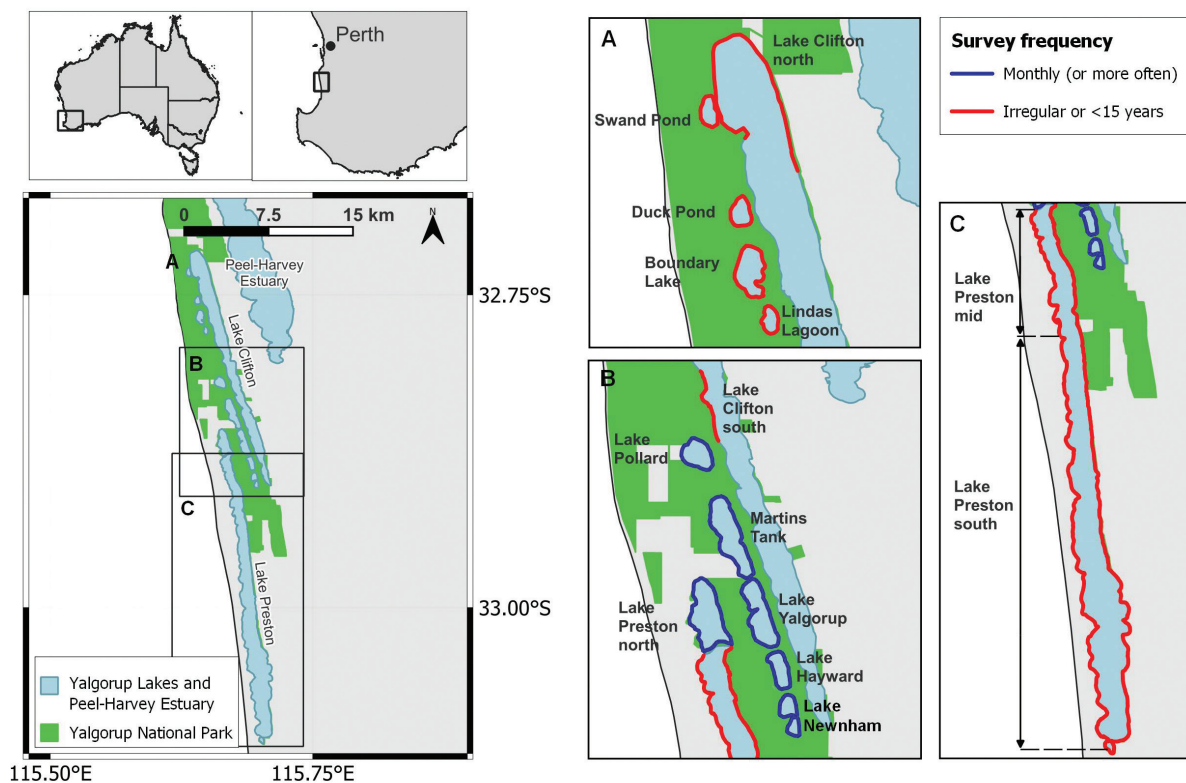 Perth
0 7.5 15 km
N
A
Peel-Harvey
Estuary
32.75°S
Lake Clifton
B
C
33.00°S
Lake Preston
Yalgorup Lakes and
Peel-Harvey Estuary
Yalgorup National Park
115.50°E
115.75°E
A
Lake Clifton
north
Swand Pond
Duck Pond
Boundary
Lake
Lindas
Lagoon
B
Lake
Clifton
south
Lake
Pollard
Martins
Tank
Lake
Preston
north
Lake
Yalgorup
Lake
Hayward
Lake
Newnham
Survey frequency
Monthly (or more often)
Irregular or <15 years
C
Lake
Preston
mid
Lake
Preston
south